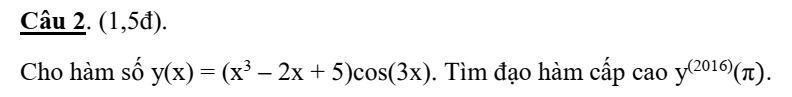 Câu 2. (1,5đ).
Cho hàm số y(x) = (x³ – 2x + 5)cos(3x). Tìm đạo hàm cấp cao y⁽²⁰¹⁶⁾(π).